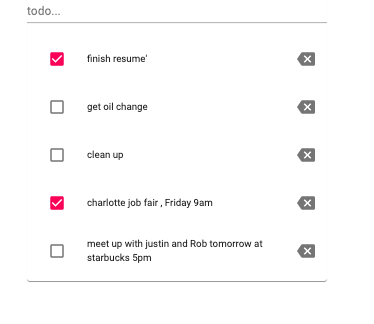 todo...
finish resume'
get oil change
clean up
charlotte job fair , Friday 9am
meet up with justin and Rob tomorrow at
starbucks 5pm